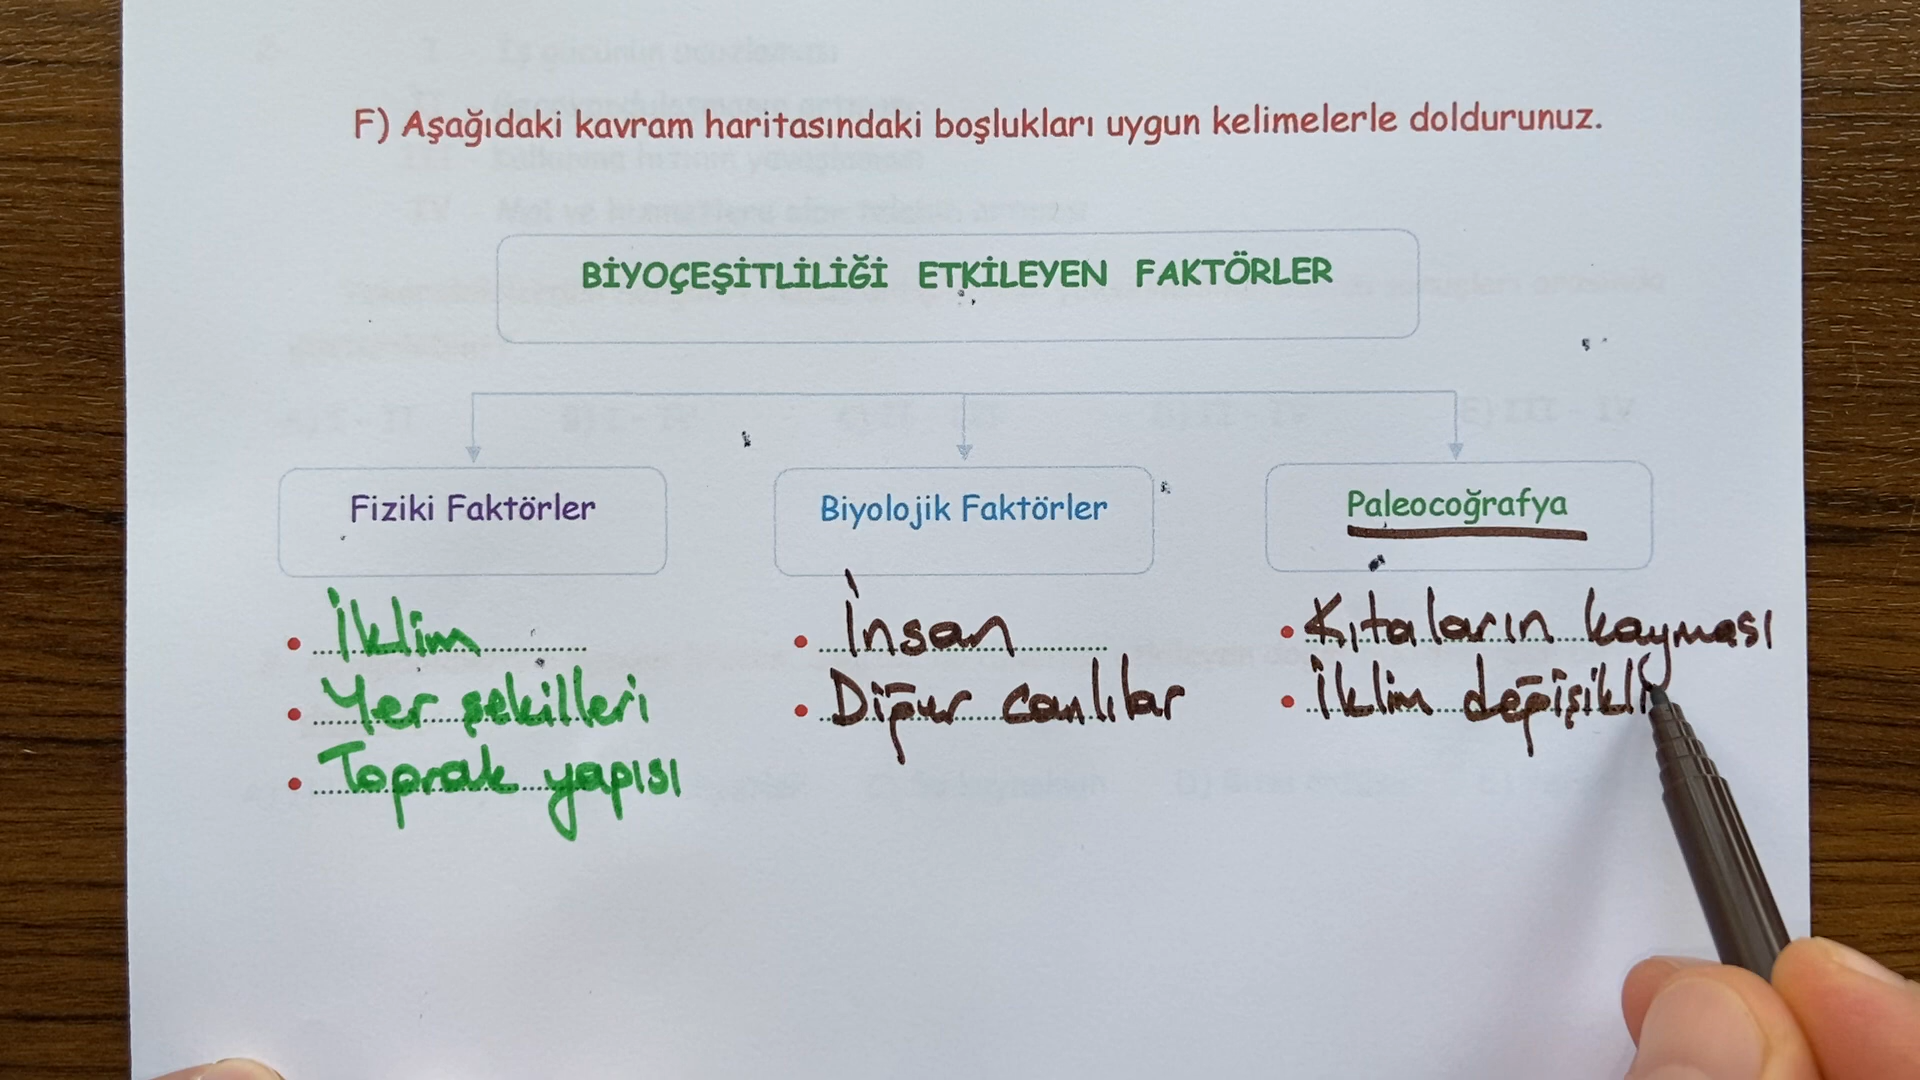 F) Aşağıdaki kavram haritasındaki boşlukları uygun kelimelerle doldurunuz.
BİYOÇEŞİTLİLİĞİ ETKİLEYEN FAKTÖRLER
Fiziki Faktörler
Biyolojik Faktörler
Paleocoğrafya
• İklim
• Yer şekilleri
• Toprak yapısı
• İnsan
• Diğer canlılar
• Kıtaların kayması
• İklim değişikli